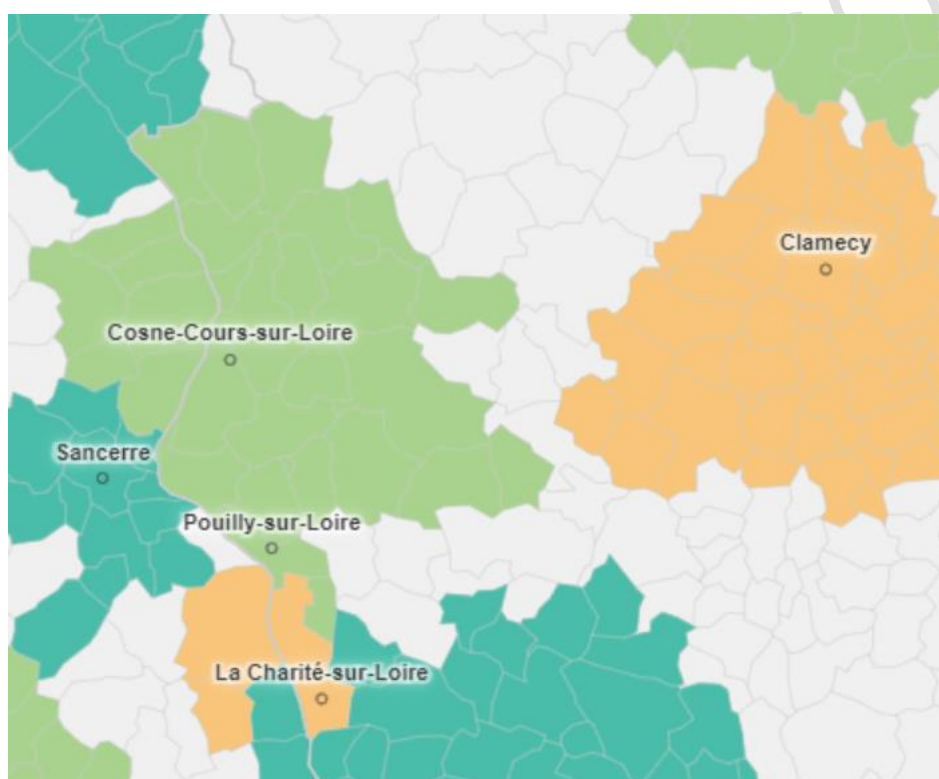 Clamecy
Cosne-Cours-sur-Loire
Sancerre
Pouilly-sur-Loire
La Charité-sur-Loire